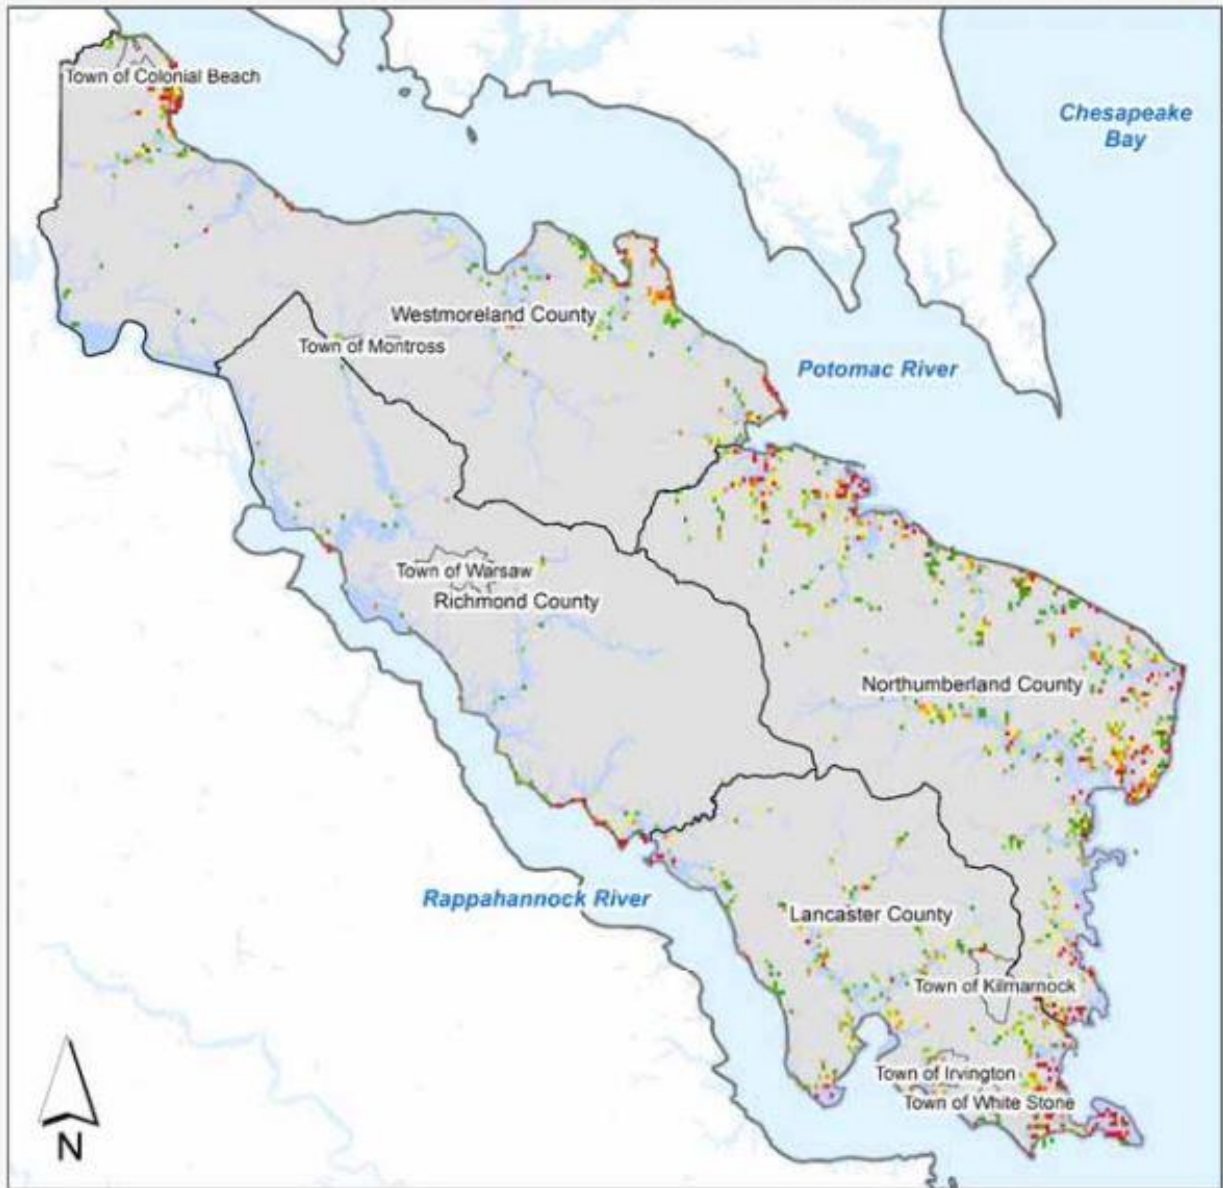 Town of Colonial Beach
Chesapeake
Bay
Westmoreland County
Town of Montross
Potomac River
Town of Warsaw
Richmond County
Northumberland County
Rappahannock River
Lancaster County
Town of Kilmarnock
Town of Irvington
Town of White Stone
N